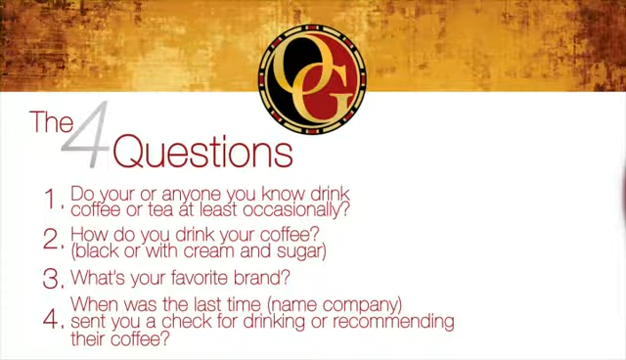 OG
The 4 Questions
1. Do your or anyone you know drink
coffee or tea at least occasionally?
2. How do you drink your coffee?
(black or with cream and sugar)
3. What's your favorite brand?
When was the last time (name company)
4. sent you a check for drinking or recommending
their coffee?